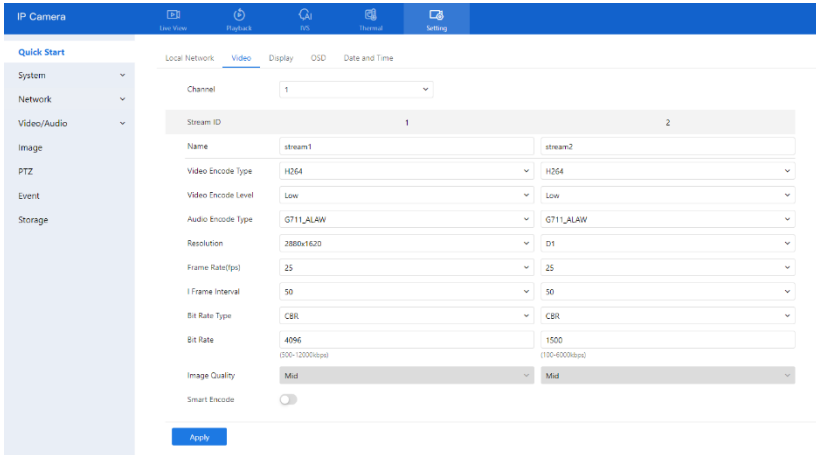 IP Camera
Live View Playback IVS Thermal Setting
Quick Start
System
Network
Video/Audio
Image
PTZ
Event
Storage
Local Network Video Display OSD Date and Time
Channel 1
Stream ID 1 2
Name stream1 stream2
Video Encode Type H264 H264
Video Encode Level Low Low
Audio Encode Type G711_ALAW G711_ALAW
Resolution 2880x1620 D1
Frame Rate(fps) 25 25
I Frame Interval 50 50
Bit Rate Type CBR CBR
Bit Rate 4096 1500
(300-12000kbps) (100-6000kbps)
Image Quality Mid Mid
Smart Encode
Apply